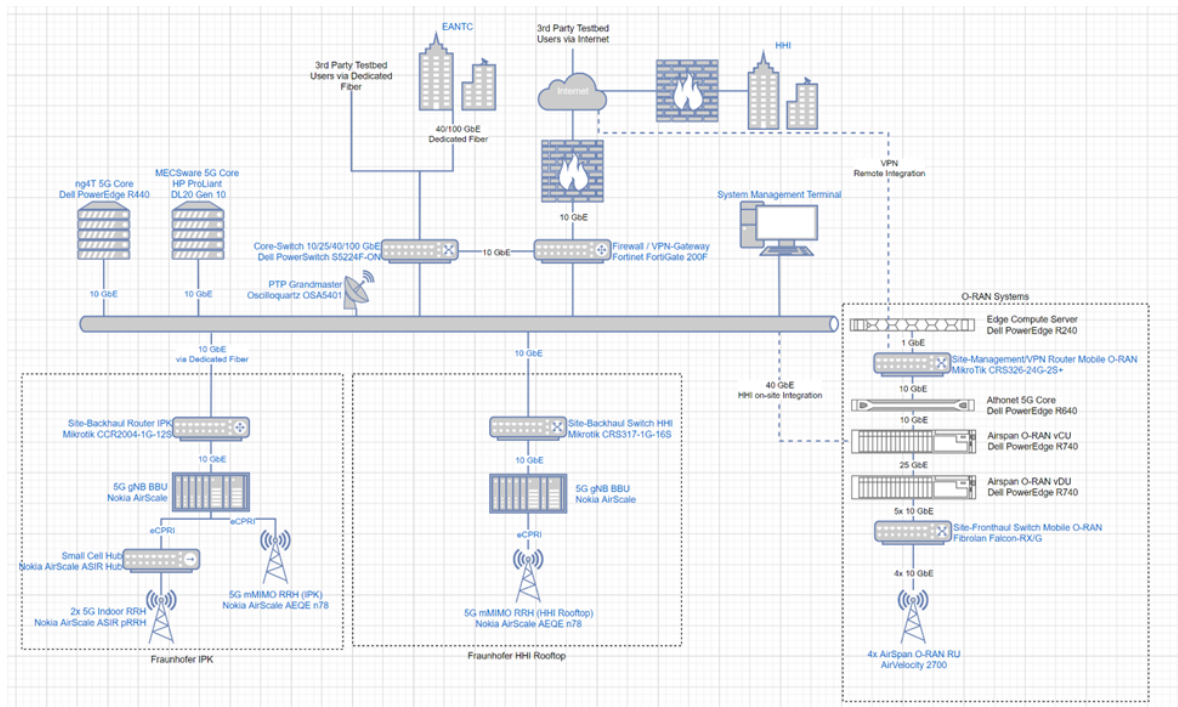 EANTC
3rd Party Testbed
Users via Internet
HHI
3rd Party Testbed
Users via Dedicated
Fiber
Internet
40/100 GbE
Dedicated Fiber
VPN
Remote Integration
ng4T 5G Core
Dell PowerEdge R440
MECSware 5G Core
HP ProLiant
DL20 Gen 10
System Management Terminal
10 GbE
Core-Switch 10/25/40/100 GbE
Dell PowerSwitch S5224F-ON
10 GbE
Firewall / VPN-Gateway
Fortinet FortiGate 200F
PTP Grandmaster
Oscilloquartz OSA5401
10 GbE
10 GbE
O-RAN Systems
Edge Compute Server
Dell PowerEdge R240
1 GbE
10 GbE
via Dedicated Fiber
10 GbE
Site-Management/VPN Router Mobile O-RAN
MikroTik CRS326-24G-2S+
40 GbE
HHI on-site Integration
10 GbE
Athonet 5G Core
Dell PowerEdge R640
10 GbE
Site-Backhaul Router IPK
Mikrotik CCR2004-1G-12S
Site-Backhaul Switch HHI
Mikrotik CRS317-1G-16S
Airspan O-RAN vCU
Dell PowerEdge R740
10 GbE
10 GbE
25 GbE
5G gNB BBU
Nokia AirScale
5G gNB BBU
Nokia AirScale
Airspan O-RAN vDU
Dell PowerEdge R740
5x 10 GbE
eCPRI
eCPRI
eCPRI
Site-Fronthaul Switch Mobile O-RAN
Fibrolan Falcon-RX/G
Small Cell Hub
Nokia AirScale ASIR Hub
4x 10 GbE
5G mMIMO RRH (IPK)
Nokia AirScale AEQE n78
2x 5G Indoor RRH
Nokia AirScale ASIR pRRH
5G mMIMO RRH (HHI Rooftop)
Nokia AirScale AEQE n78
4x AirSpan O-RAN RU
AirVelocity 2700
Fraunhofer IPK
Fraunhofer HHI Rooftop